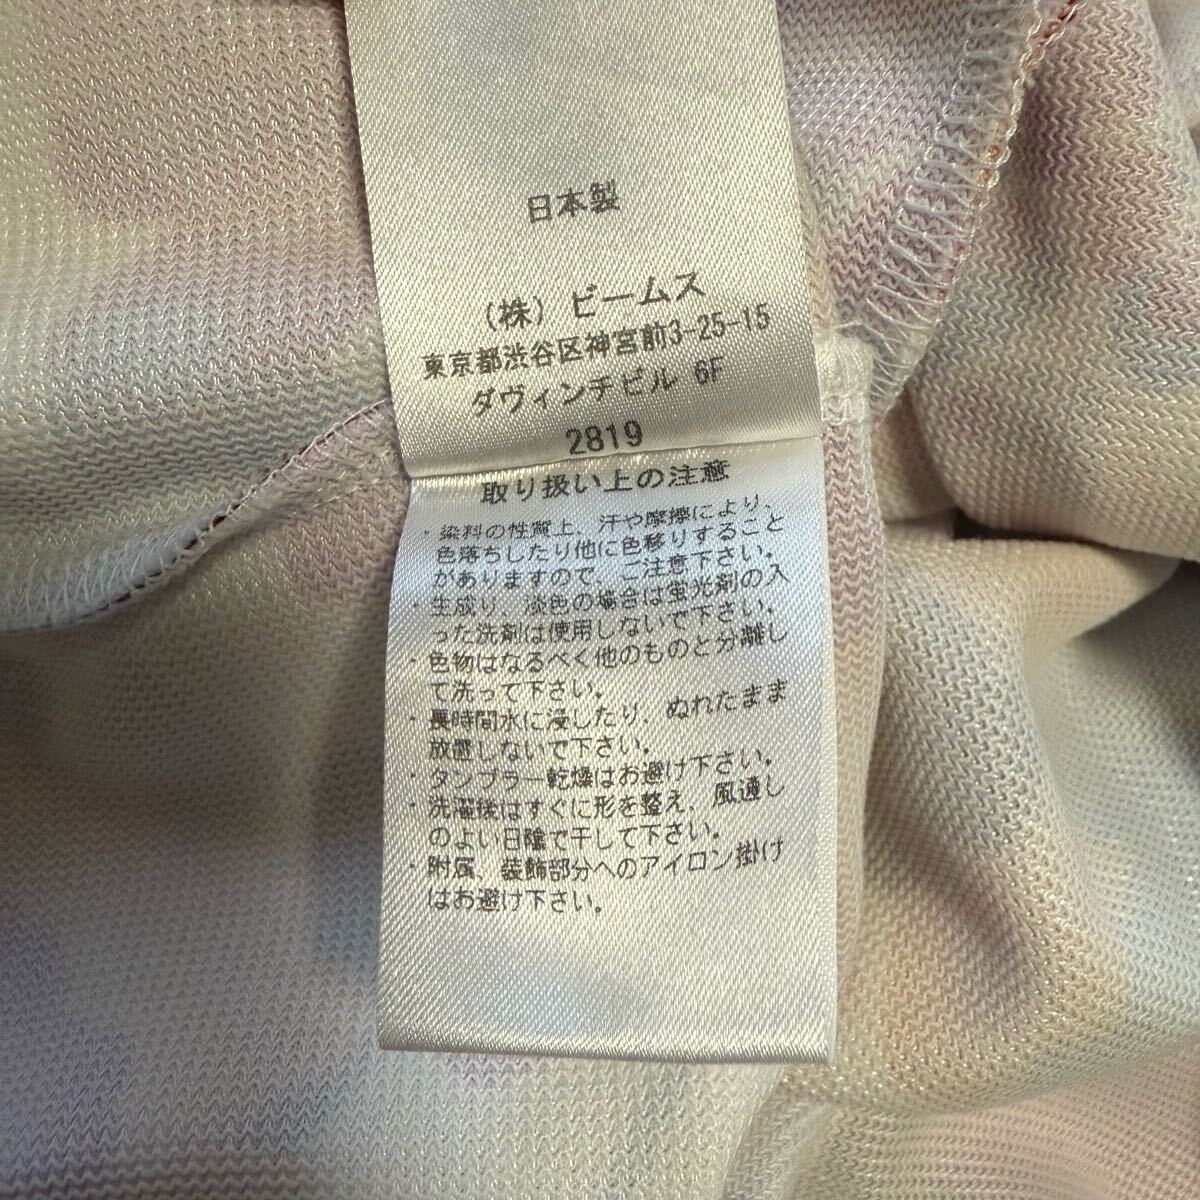 日本製
(株) ビームス
東京都渋谷区神宮前3-25-15
ダヴィンチビル 6F
2819
取り扱い上の注意
・染料の性質上、汗や摩擦により、
色落ちしたり他に色移りすること
がありますので、ご注意下さい。
・生成り、淡色の場合は蛍光剤の入
った洗剤は使用しないで下さい。
・色物はなるべく他のものと分離し
て洗って下さい。
・長時間水に浸したり、ぬれたまま
放置しないで下さい。
・タンブラー乾燥はお避け下さい。
・洗濯後はすぐに形を整え、風通し
のよい日陰で干して下さい。
・附属、装飾部分へのアイロン掛け
はお避け下さい。